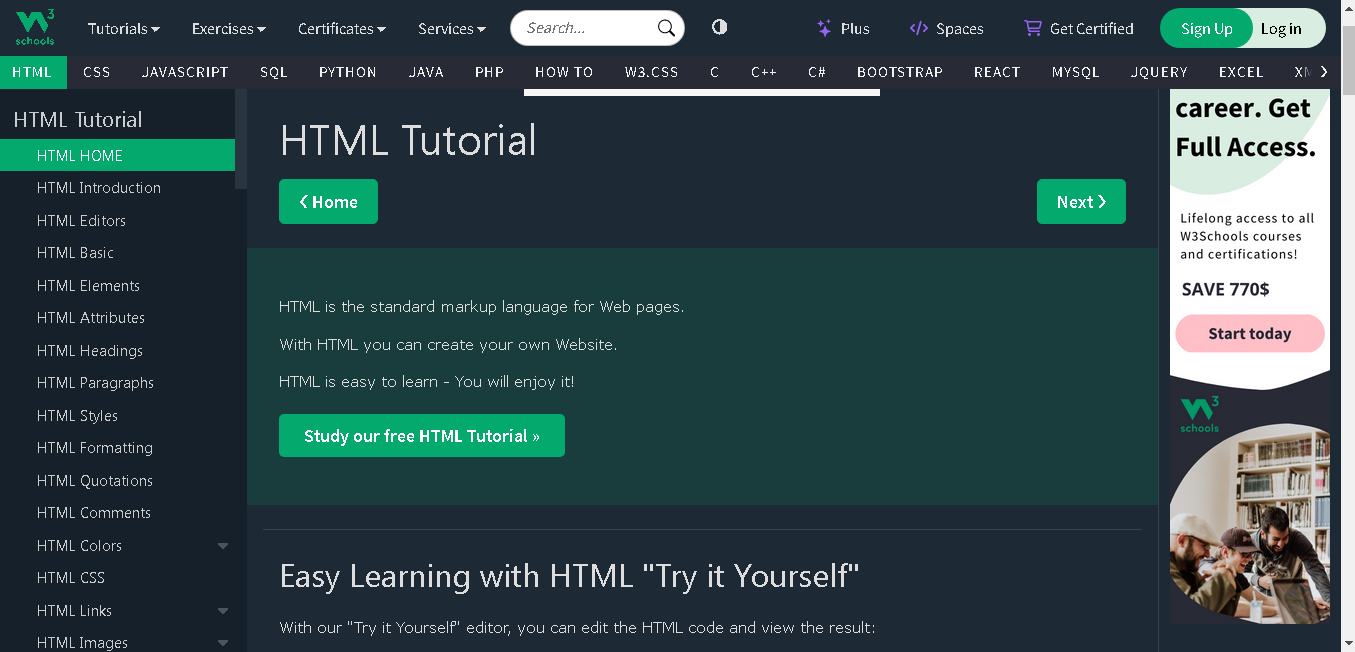 W3 schools
Tutorials
Exercises
Certificates
Services
Search...
Plus
Spaces
Get Certified
Sign Up
Log in
HTML
CSS
JAVASCRIPT
SQL
PYTHON
JAVA
PHP
HOW TO
W3.CSS
C
C++
C#
BOOTSTRAP
REACT
MYSQL
JQUERY
EXCEL
HTML Tutorial
HTML HOME
HTML Introduction
HTML Editors
HTML Basic
HTML Elements
HTML Attributes
HTML Headings
HTML Paragraphs
HTML Styles
HTML Formatting
HTML Quotations
HTML Comments
HTML Colors
HTML CSS
HTML Links
HTML Images
HTML Tutorial
❮ Home
Next ❯
HTML is the standard markup language for Web pages.
With HTML you can create your own Website.
HTML is easy to learn - You will enjoy it!
Study our free HTML Tutorial »
Easy Learning with HTML "Try it Yourself"
With our "Try it Yourself" editor, you can edit the HTML code and view the result:
career. Get
Full Access.
Lifelong access to all
W3Schools courses
and certifications!
SAVE 770$
Start today
W3 schools